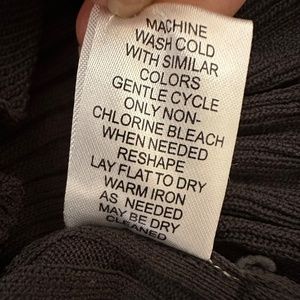 MACHINE
WASH COLD
WITH SIMILAR
COLORS
GENTLE CYCLE
ONLY NON-
CHLORINE BLEACH
WHEN NEEDED
RESHAPE
LAY FLAT TO DRY
WARM IRON
AS NEEDED
MAY BE DRY
CLEANED